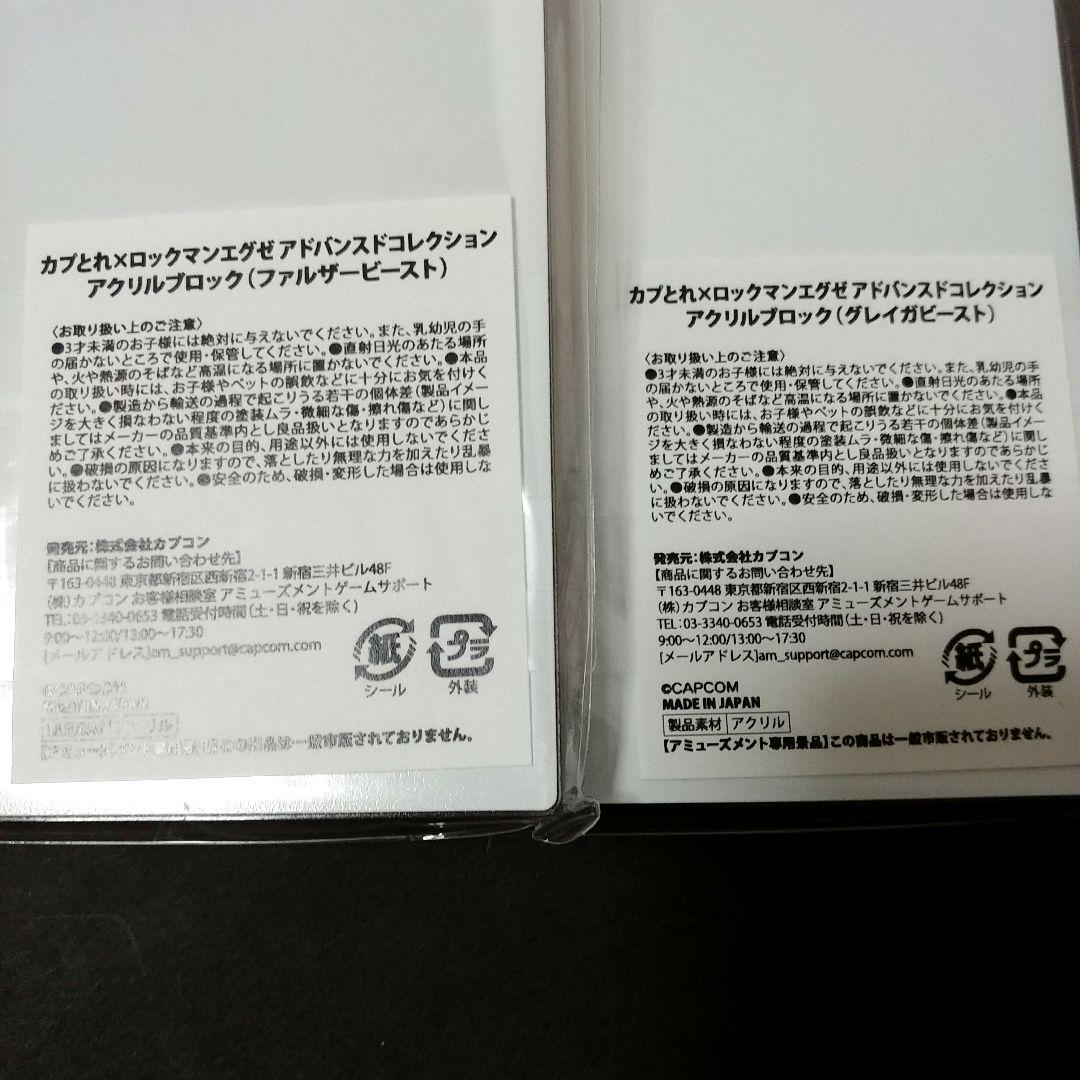 カプとれ×ロックマンエグゼ アドバンスドコレクション
アクリルブロック(ファルザービースト)
〈お取り扱い上のご注意〉
●3才未満のお子様には絶対に与えないでください。また、乳幼児の手
の届かないところで使用・保管してください。●直射日光のあたる場所
や、火や熱源のそばなど高温になる場所に置かないでください。●本品
の取り扱い時には、お子様やペットの誤飲などに十分にお気を付けく
ださい。●製造から輸送の過程で起こりうる若干の個体差(製品イメー
ジを大きく損なわない程度の塗装ムラ・微細な傷・擦れ傷など)に関し
ましてはメーカーの品質基準内とし良品扱いとなりますのであらかじ
めご了承ください。●本来の目的、用途以外には使用しないでくださ
い。●破損の原因になりますので、落としたり無理な力を加えたり乱暴
に扱わないでください。●安全のため、破損・変形した場合は使用しな
いでください。
発売元:株式会社カプコン
【商品に関するお問い合わせ先】
〒163-0448 東京都新宿区西新宿2-1-1 新宿三井ビル48F
(株)カプコン お客様相談室 アミューズメントゲームサポート
TEL:03-3340-0653 電話受付時間(土・日・祝を除く)
9:00~12:00/13:00~17:30
[メールアドレス]am_support@capcom.com
紙
シール
プラ
外装
©CAPCOM
MADE IN JAPAN
製品素材 アクリル
【アミューズメント専用景品】この商品は一般市販されておりません。
カプとれ×ロックマンエグゼ アドバンスドコレクション
アクリルブロック(グレイガビースト)
〈お取り扱い上のご注意〉
●3才未満のお子様には絶対に与えないでください。また、乳幼児の手
の届かないところで使用・保管してください。●直射日光のあたる場所
や、火や熱源のそばなど高温になる場所に置かないでください。●本品
の取り扱い時には、お子様やペットの誤飲などに十分にお気を付けく
ださい。●製造から輸送の過程で起こりうる若干の個体差(製品イメー
ジを大きく損なわない程度の塗装ムラ・微細な傷・擦れ傷など)に関し
ましてはメーカーの品質基準内とし良品扱いとなりますのであらかじ
めご了承ください。●本来の目的、用途以外には使用しないでくださ
い。●破損の原因になりますので、落としたり無理な力を加えたり乱暴
に扱わないでください。●安全のため、破損・変形した場合は使用しな
いでください。
発売元:株式会社カプコン
【商品に関するお問い合わせ先】
〒163-0448 東京都新宿区西新宿2-1-1 新宿三井ビル48F
(株)カプコン お客様相談室 アミューズメントゲームサポート
TEL:03-3340-0653 電話受付時間(土・日・祝を除く)
9:00~12:00/13:00~17:30
[メールアドレス]am_support@capcom.com
紙
シール
プラ
外装
©CAPCOM
MADE IN JAPAN
製品素材 アクリル
【アミューズメント専用景品】この商品は一般市販されておりません。